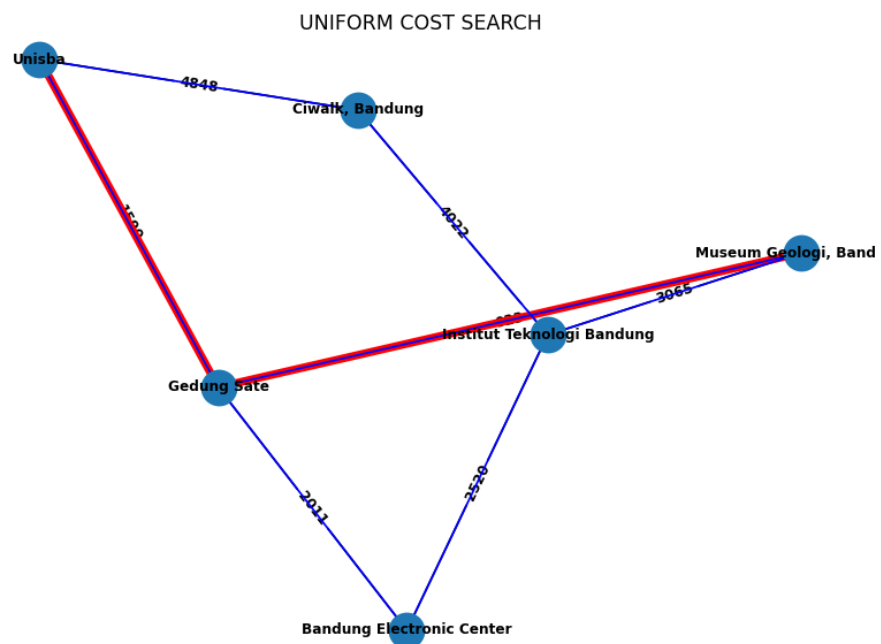 UNIFORM COST SEARCH
Unisba
4848
Ciwalk, Bandung
4022
Museum Geologi, Band
3065
Institut Teknologi Bandung
Gedung Sate
2011
2520
Bandung Electronic Center